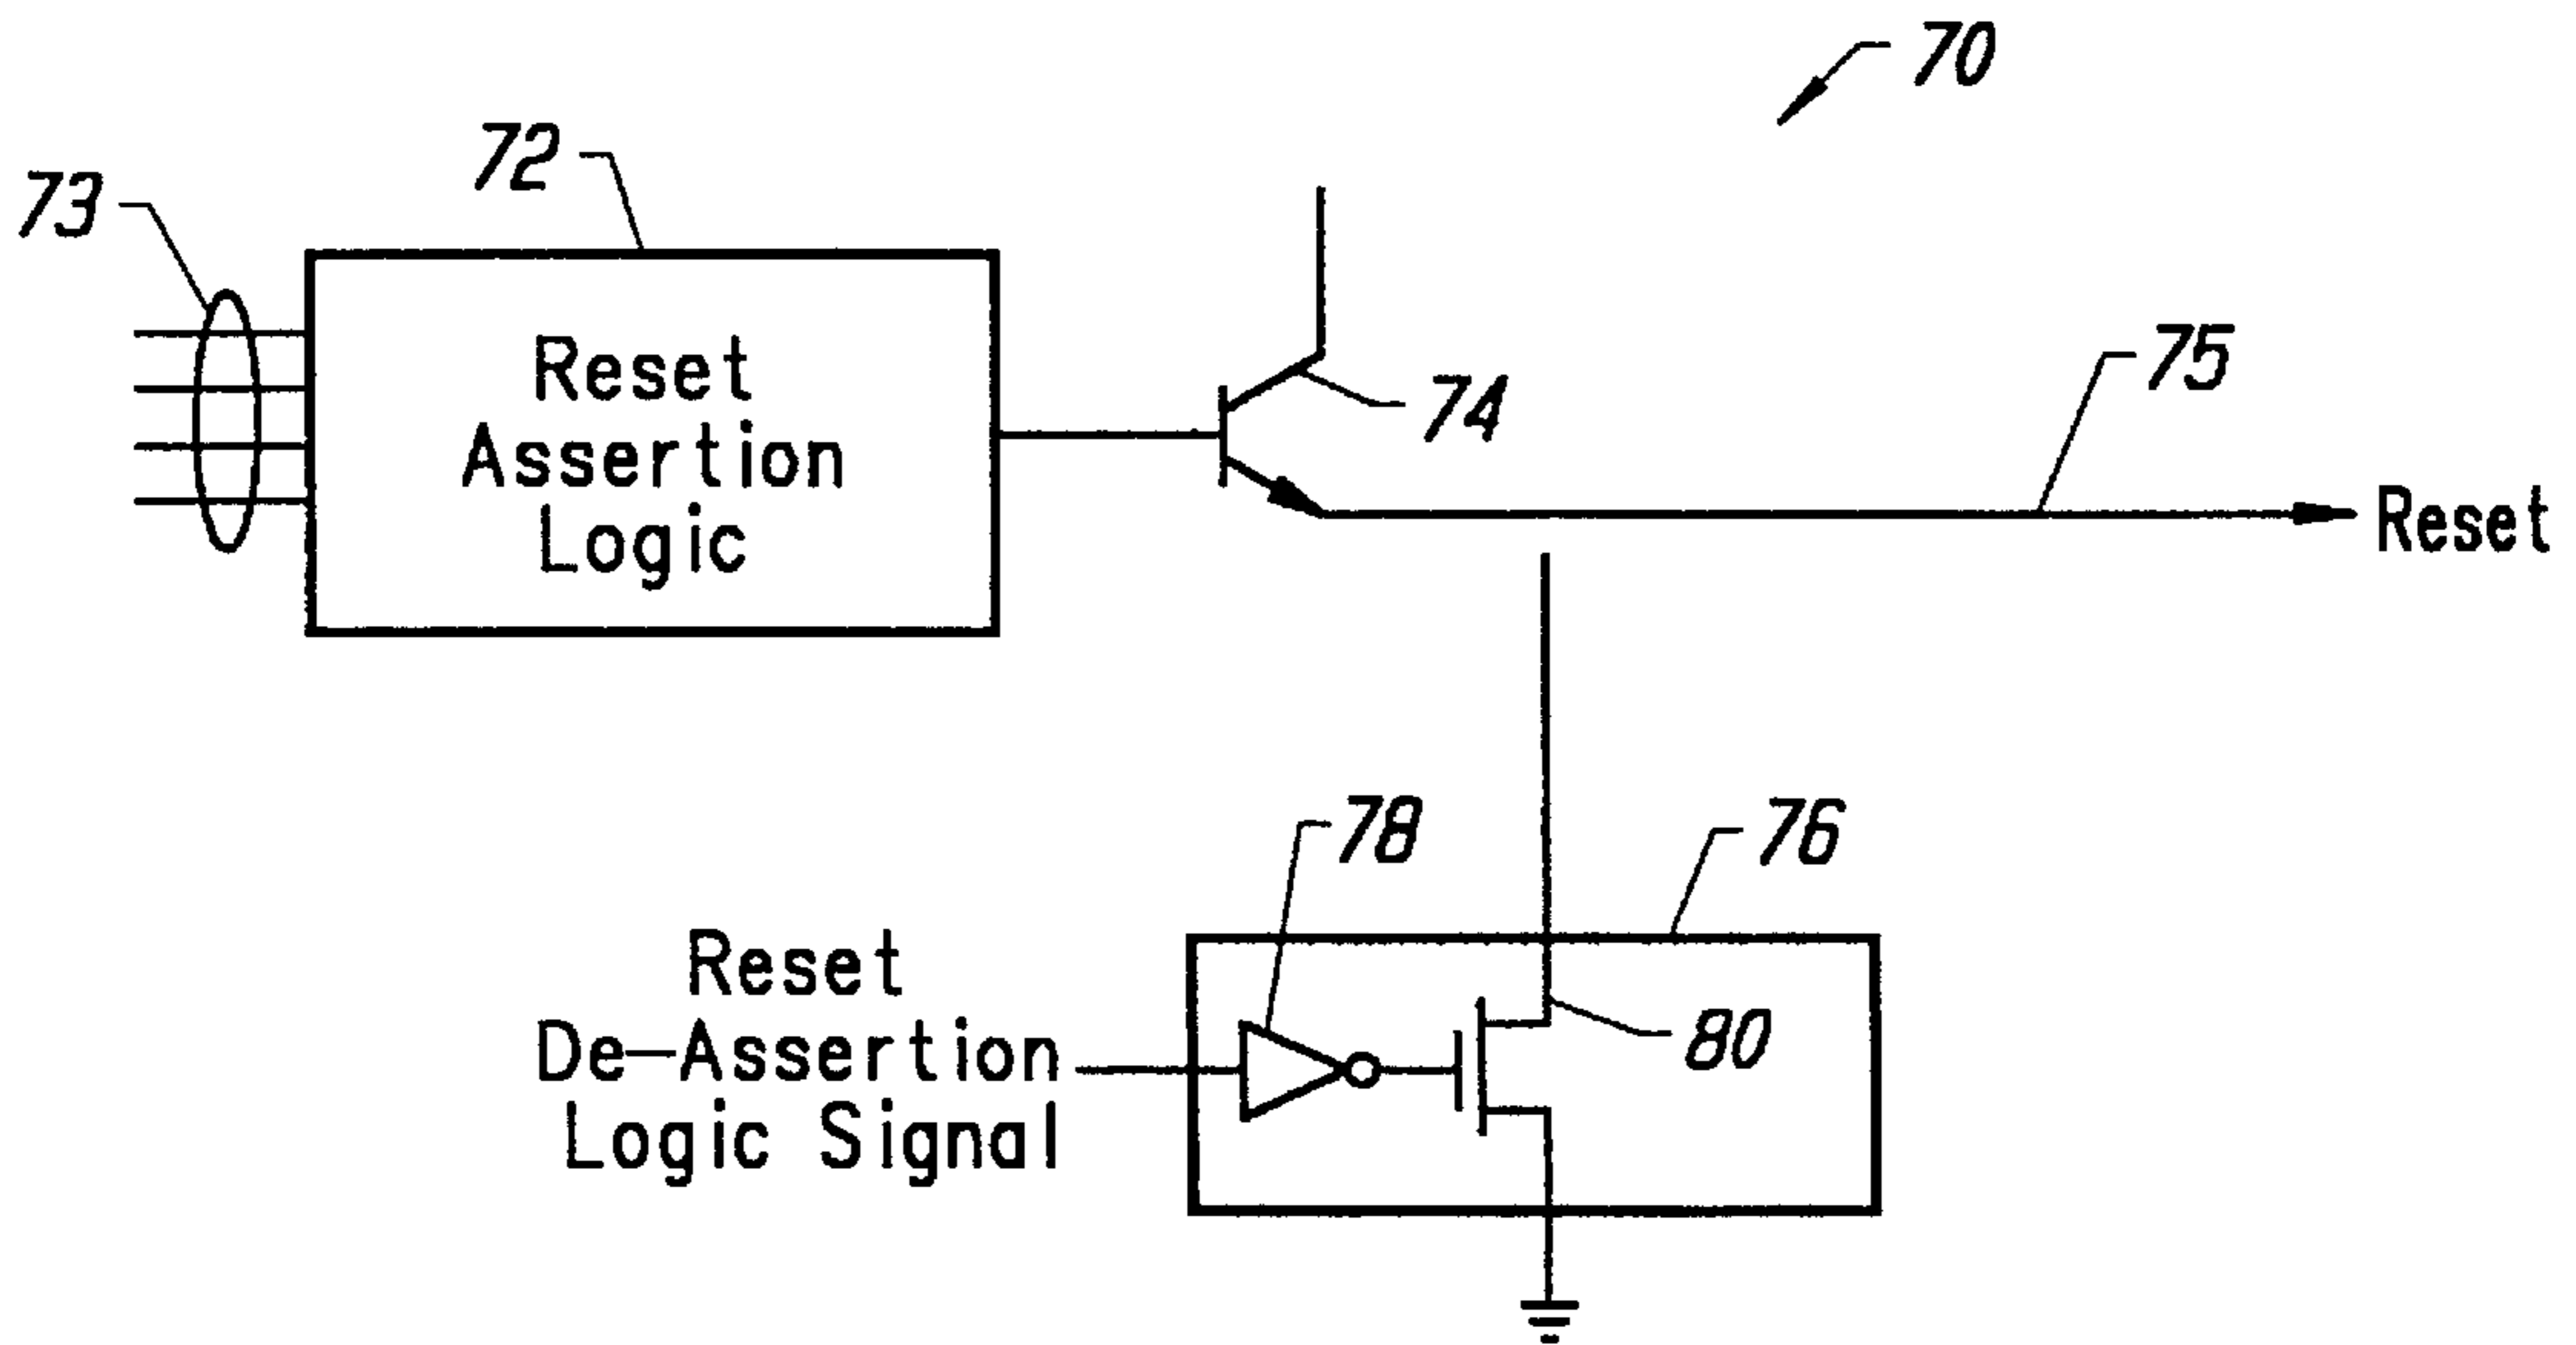 70
72
73
Reset
Assertion
Logic
74
75
Reset
78
76
Reset
De-Assertion
Logic Signal
80